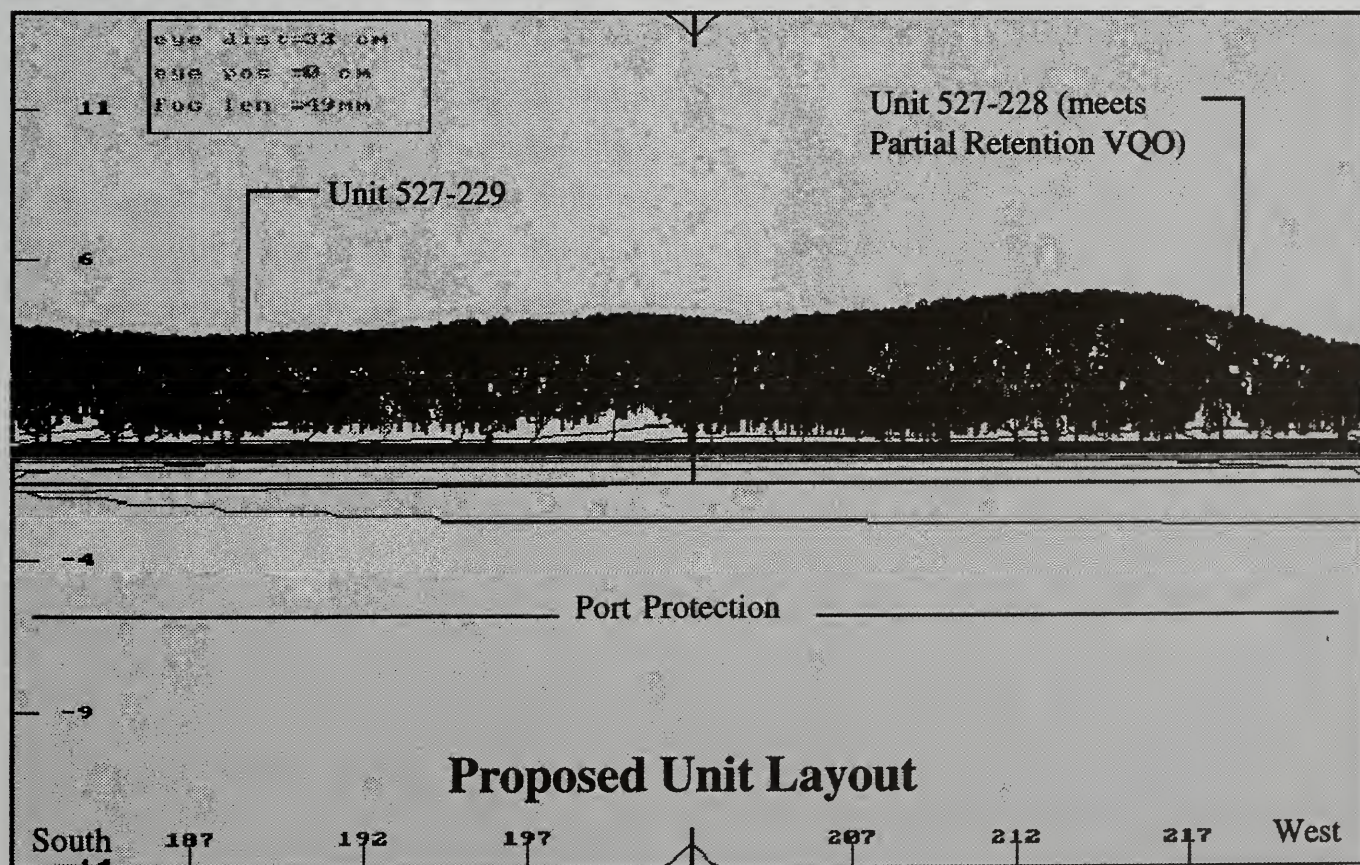 eye dist=33 cm
eye pos =0 cm
Foc len =49mm
11
Unit 527-228 (meets
Partial Retention VQO)
Unit 527-229
6
-4
Port Protection
-9
Proposed Unit Layout
South 187 192 197 207 212 217 West